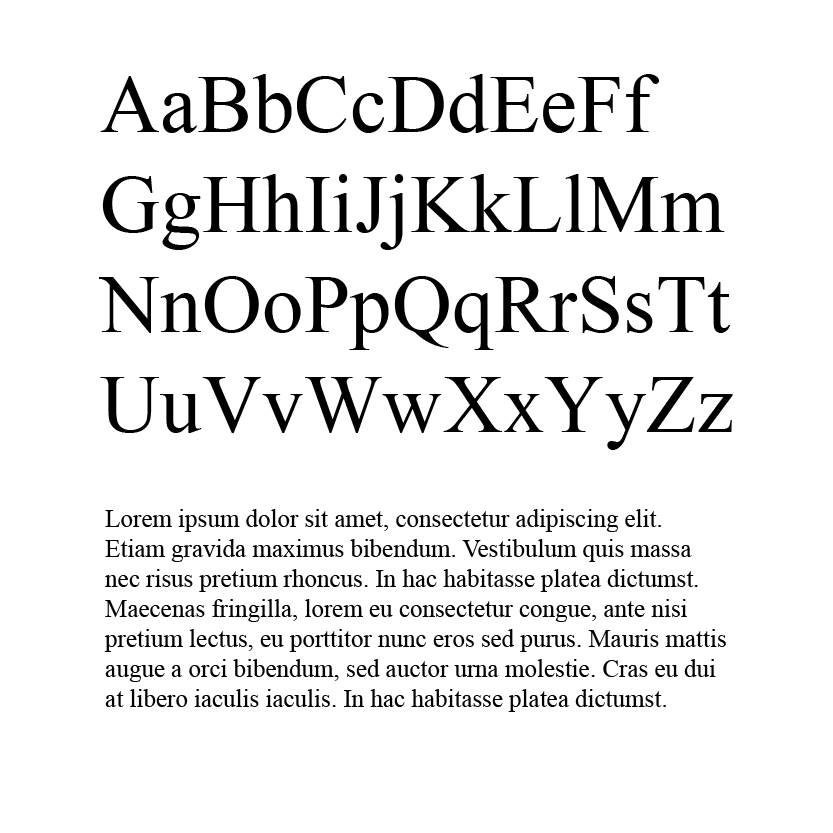 AaBbCcDdEeFf
GgHhIiJjKkLlMm
NnOoPpQqRrSsTt
UuVvWwXxYyZz
Lorem ipsum dolor sit amet, consectetur adipiscing elit.
Etiam gravida maximus bibendum. Vestibulum quis massa
nec risus pretium rhoncus. In hac habitasse platea dictumst.
Maecenas fringilla, lorem eu consectetur congue, ante nisi
pretium lectus, eu porttitor nunc eros sed purus. Mauris mattis
augue a orci bibendum, sed auctor urna molestie. Cras eu dui
at libero iaculis iaculis. In hac habitasse platea dictumst.